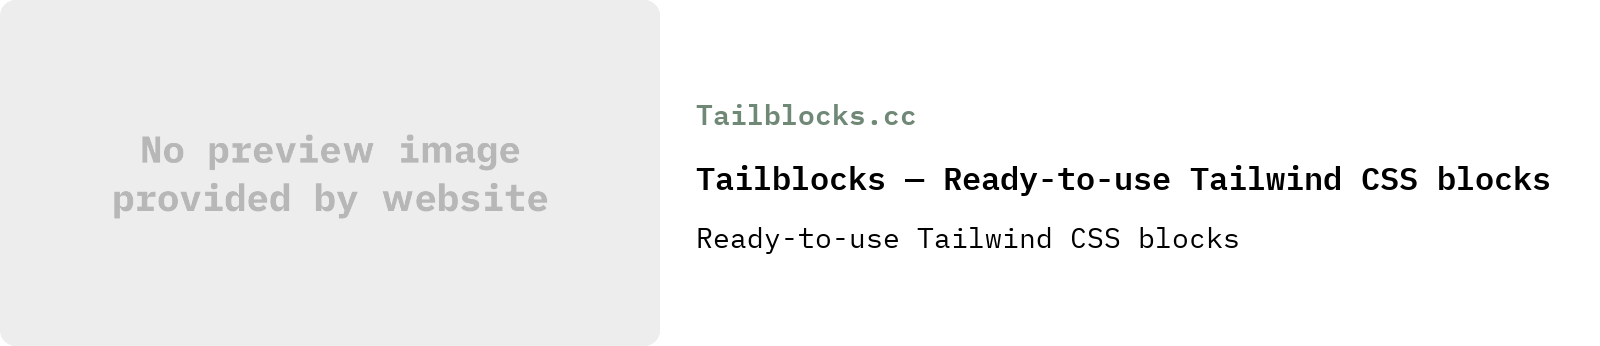 No preview image
provided by website
Tailblocks.cc
Tailblocks — Ready-to-use Tailwind CSS blocks
Ready-to-use Tailwind CSS blocks